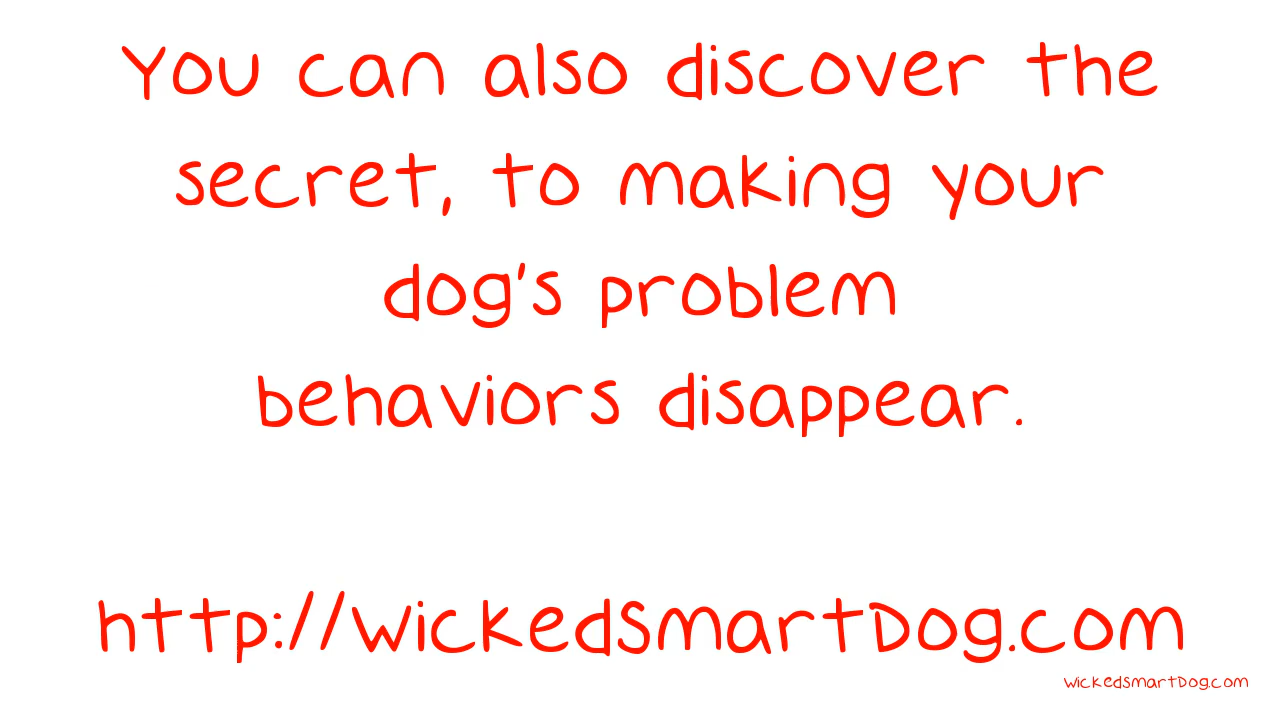 You can also discover the
secret, to making your
dog's problem
behaviors disappear.
http://WickedSmartDog.com
WickedSmartDog.com